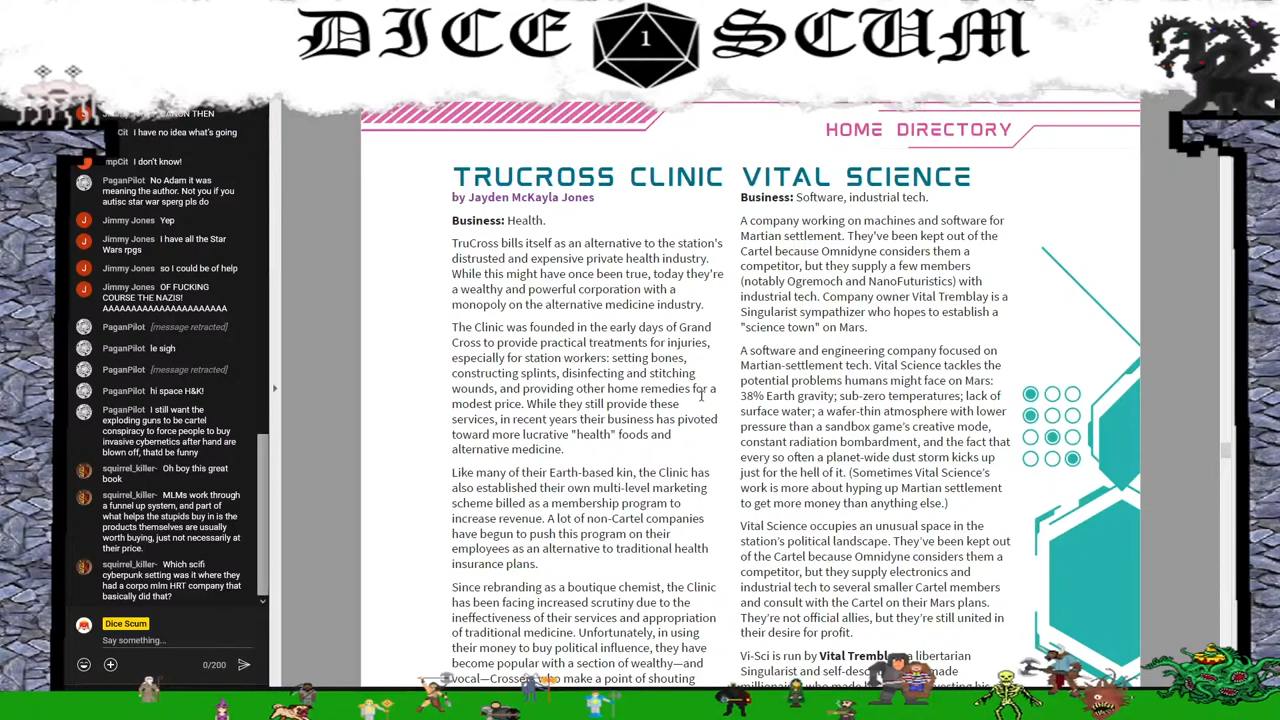 DICE SCUM
1
THEN
Cit I have no idea what's going
mpCit I don't know!
PaganPilot No Adam it was
meaning the author. Not you if you
autisc star war sperg pls do
Jimmy Jones Yep
Jimmy Jones I have all the Star
Wars rpgs
Jimmy Jones so I could be of help
Jimmy Jones OF FUCKING
COURSE THE NAZIS!
AAAAAAAAAAAAAAAAAAAAAA
PaganPilot [message retracted]
PaganPilot le sigh
PaganPilot [message retracted]
PaganPilot hi space H&K!
PaganPilot I still want the
exploding guns to be cartel
conspiracy to force people to buy
invasive cybernetics after hand are
blown off, thatd be funny
squirrel_killer- Oh boy this great
book
squirrel_killer- MLMs work through
a funnel up system, and part of
what helps the stupids buy in is the
products themselves are usually
worth buying, just not necessarily at
their price.
squirrel_killer- Which scifi
cyberpunk setting was it where they
had a corpo mlm HRT company that
basically did that?
Dice Scum
Say something...
0/200
HOME DIRECTORY
TRUCROSS CLINIC
by Jayden McKayla Jones
Business: Health.
TruCross bills itself as an alternative to the station's
distrusted and expensive private health industry.
While this might have once been true, today they're
a wealthy and powerful corporation with a
monopoly on the alternative medicine industry.
The Clinic was founded in the early days of Grand
Cross to provide practical treatments for injuries,
especially for station workers: setting bones,
constructing splints, disinfecting and stitching
wounds, and providing other home remedies for a
modest price. While they still provide these
services, in recent years their business has pivoted
toward more lucrative "health" foods and
alternative medicine.
Like many of their Earth-based kin, the Clinic has
also established their own multi-level marketing
scheme billed as a membership program to
increase revenue. A lot of non-Cartel companies
have begun to push this program on their
employees as an alternative to traditional health
insurance plans.
Since rebranding as a boutique chemist, the Clinic
has been facing increased scrutiny due to the
ineffectiveness of their services and appropriation
of traditional medicine. Unfortunately, in using
their money to buy political influence, they have
become popular with a section of wealthy—and
vocal—Crossers who make a point of shouting
VITAL SCIENCE
Business: Software, industrial tech.
A company working on machines and software for
Martian settlement. They've been kept out of the
Cartel because Omnidyne considers them a
competitor, but they supply a few members
(notably Ogremoch and NanoFuturistics) with
industrial tech. Company owner Vital Tremblay is a
Singularist sympathizer who hopes to establish a
"science town" on Mars.
A software and engineering company focused on
Martian-settlement tech. Vital Science tackles the
potential problems humans might face on Mars:
38% Earth gravity; sub-zero temperatures; lack of
surface water; a wafer-thin atmosphere with lower
pressure than a sandbox game's creative mode,
constant radiation bombardment, and the fact that
every so often a planet-wide dust storm kicks up
just for the hell of it. (Sometimes Vital Science's
work is more about hyping up Martian settlement
to get more money than anything else.)
Vital Science occupies an unusual space in the
station's political landscape. They've been kept out
of the Cartel because Omnidyne considers them a
competitor, but they supply electronics and
industrial tech to several smaller Cartel members
and consult with the Cartel on their Mars plans.
They're not official allies, but they're still united in
their desire for profit.
Vi-Sci is run by Vital Trembl a libertarian
Singularist and self-desc made